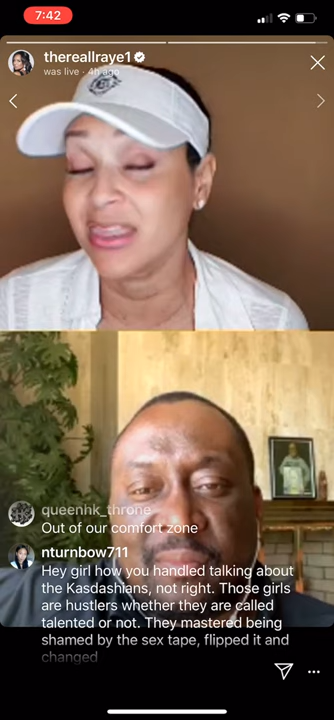 7:42
thereallraye1
was live · 4h ago
queenhk_throne
Out of our comfort zone
nturnbow711
Hey girl how you handled talking about
the Kasdashians, not right. Those girls
are hustlers whether they are called
talented or not. They mastered being
shamed by the sex tape, flipped it and
changed